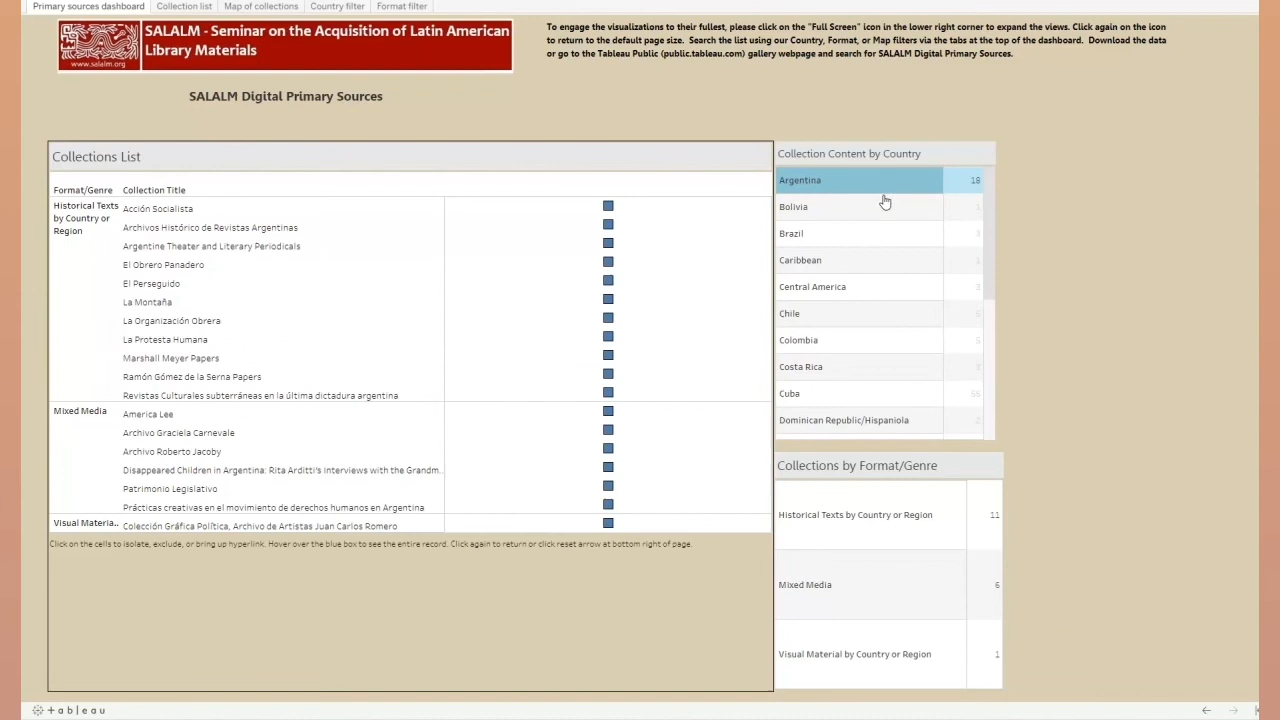 Primary sources dashboard Collection list Map of collections Country filter Format filter
SALALM - Seminar on the Acquisition of Latin American
Library Materials
www.salalm.org
To engage the visualizations to their fullest, please click on the "Full Screen" icon in the lower right corner to expand the views. Click again on the icon
to return to the default page size. Search the list using our Country, Format, or Map filters via the tabs at the top of the dashboard. Download the data
or go to the Tableau Public (public.tableau.com) gallery webpage and search for SALALM Digital Primary Sources.
SALALM Digital Primary Sources
Collections List
Format/Genre Collection Title
Historical Texts
by Country or
Region
Acción Socialista
Archivos Histórico de Revistas Argentinas
Argentine Theater and Literary Periodicals
El Obrero Panadero
El Perseguido
La Montaña
La Organización Obrera
La Protesta Humana
Marshall Meyer Papers
Ramón Gómez de la Serna Papers
Revistas Culturales subterráneas en la última dictadura argentina
Mixed Media
America Lee
Archivo Graciela Carnevale
Archivo Roberto Jacoby
Disappeared Children in Argentina: Rita Arditti's Interviews with the Grandm..
Patrimonio Legislativo
Prácticas creativas en el movimiento de derechos humanos en Argentina
Visual Materia..
Colección Gráfica Política, Archivo de Artistas Juan Carlos Romero
Click on the cells to isolate, exclude, or bring up hyperlink. Hover over the blue box to see the entire record. Click again to return or click reset arrow at bottom right of page.
Collection Content by Country
Argentina 18
Bolivia
Brazil
Caribbean
Central America
Chile
Colombia
Costa Rica
Cuba
Dominican Republic/Hispaniola
Collections by Format/Genre
Historical Texts by Country or Region 11
Mixed Media 6
Visual Material by Country or Region 1
+ableau